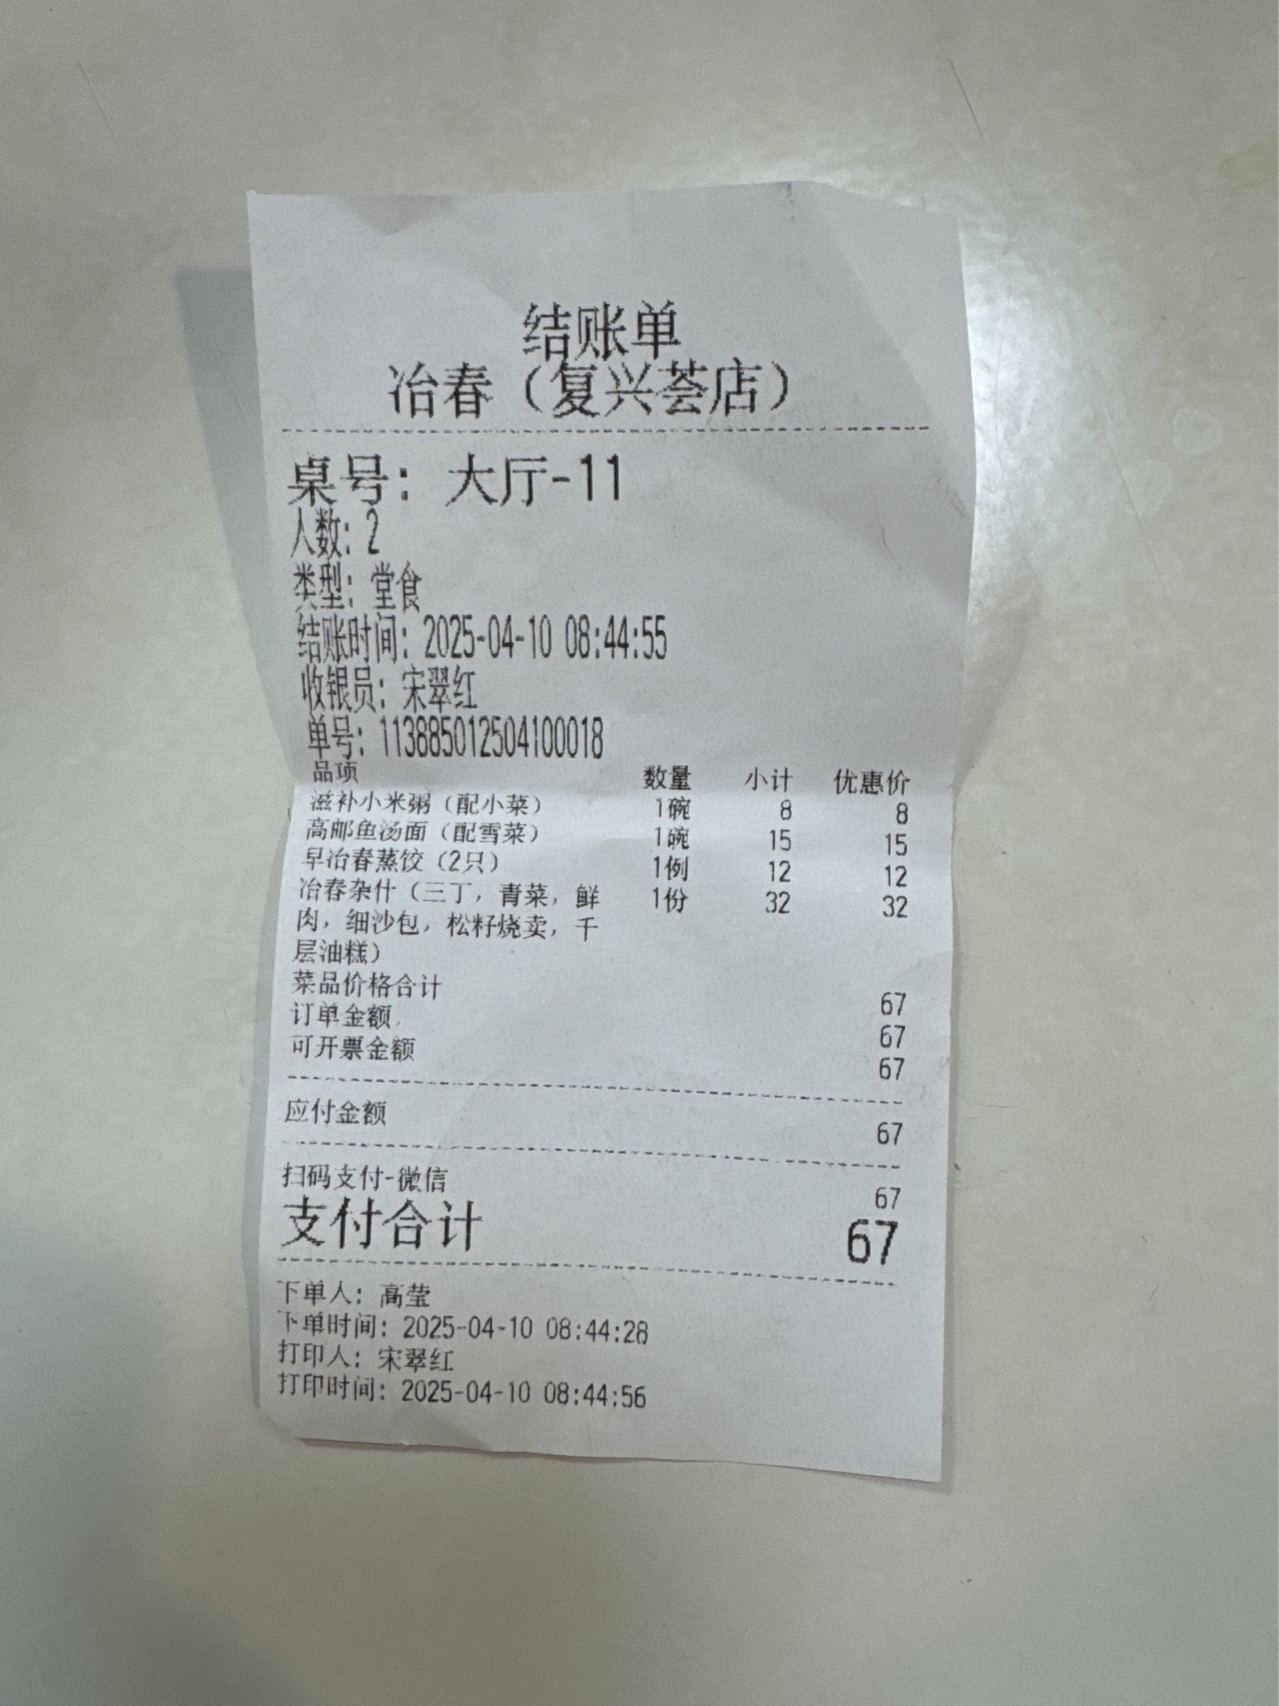 结账单
冶春（复兴荟店）
桌号：大厅-11
人数：2
类型：堂食
结账时间：2025-04-10 08:44:55
收银员：宋翠红
单号：113885012504100018
品项 数量 小计 优惠价
滋补小米粥（配小菜） 1碗 8 8
高邮鱼汤面（配雪菜） 1碗 15 15
早冶春蒸饺（2只） 1例 12 12
冶春杂什（三丁，青菜，鲜 1份 32 32
肉，细沙包，松籽烧卖，千
层油糕）
菜品价格合计 67
订单金额 67
可开票金额 67
应付金额 67
扫码支付-微信 67
支付合计 67
下单人：高莹
下单时间：2025-04-10 08:44:28
打印人：宋翠红
打印时间：2025-04-10 08:44:56